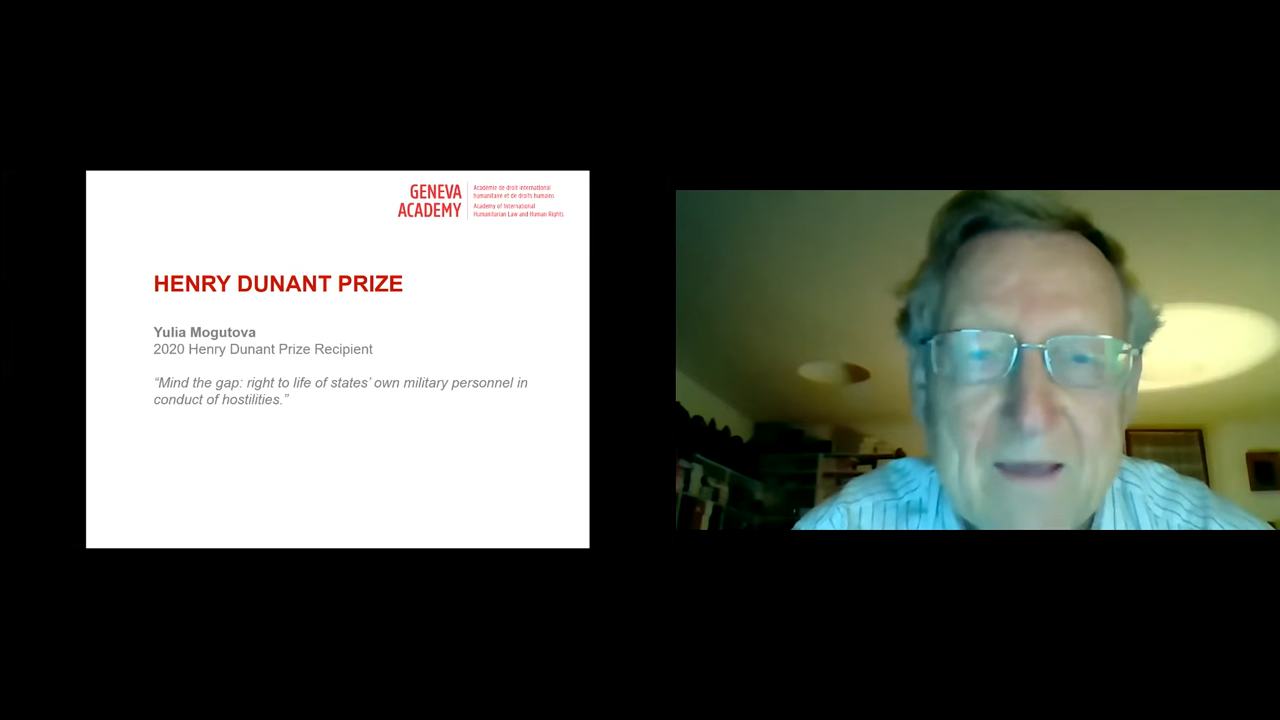 GENEVA
ACADEMY
Académie de droit international
humanitaire et de droits humains
Academy of International
Humanitarian Law and Human Rights
HENRY DUNANT PRIZE
Yulia Mogutova
2020 Henry Dunant Prize Recipient
“Mind the gap: right to life of states’ own military personnel in
conduct of hostilities.”